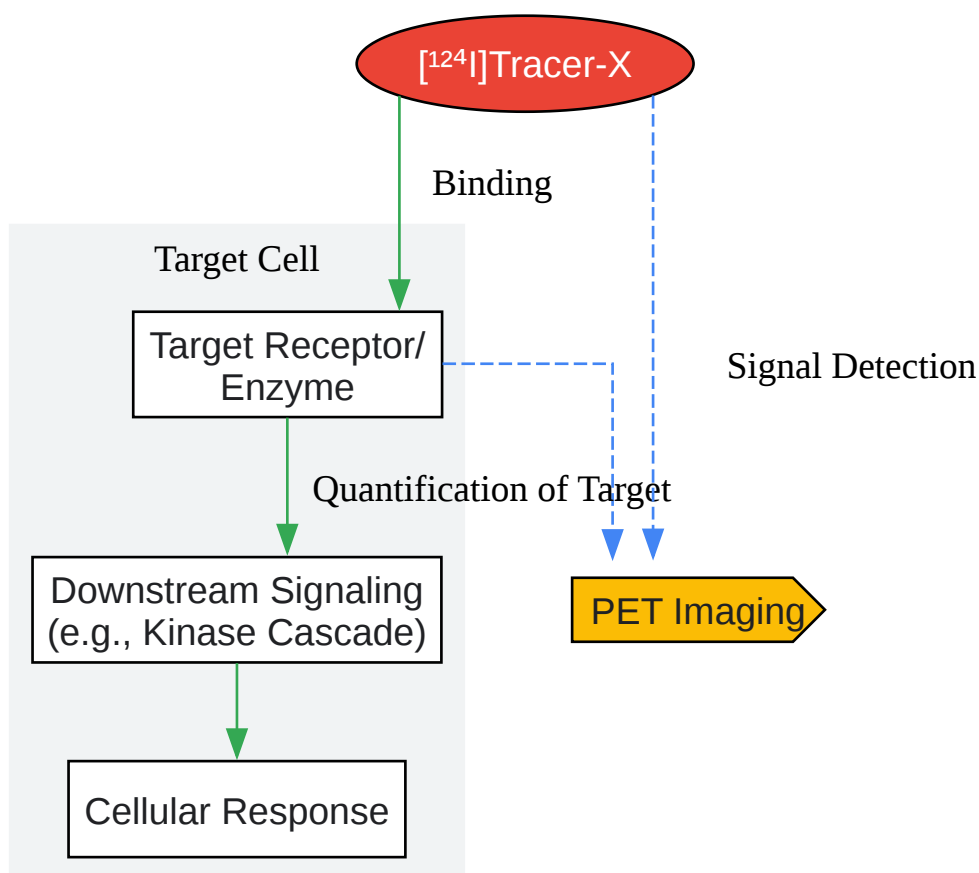 [¹²⁴I]Tracer-X
Binding
Target Cell
Target Receptor/
Enzyme
Signal Detection
Quantification of Target
Downstream Signaling
(e.g., Kinase Cascade)
PET Imaging
Cellular Response